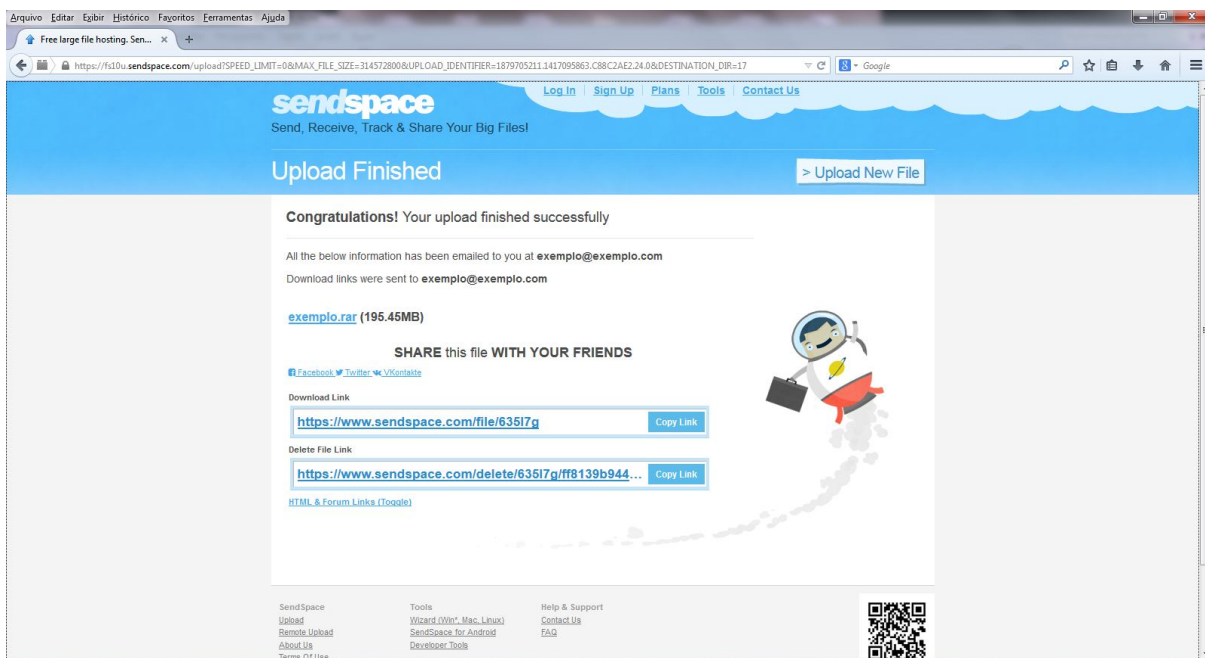 Arquivo Editar Exibir Histórico Favoritos Ferramentas Ajuda
Free large file hosting. Sen... × +
https://fs10u.sendspace.com/upload?SPEED_LIMIT=0&MAX_FILE_SIZE=314572800&UPLOAD_IDENTIFIER=1879705211.1417095863.C88C2AE2.24.0&DESTINATION_DIR=17
8 Google
sendspace
Log In | Sign Up | Plans | Tools | Contact Us
Send, Receive, Track & Share Your Big Files!
Upload Finished
> Upload New File
Congratulations! Your upload finished successfully
All the below information has been emailed to you at exemplo@exemplo.com
Download links were sent to exemplo@exemplo.com
exemplo.rar (195.45MB)
SHARE this file WITH YOUR FRIENDS
Facebook Twitter VKontakte
Download Link
https://www.sendspace.com/file/635l7g
Copy Link
Delete File Link
https://www.sendspace.com/delete/635l7g/ff8139b944...
Copy Link
HTML & Forum Links (Toggle)
SendSpace
Upload
Remote Upload
About Us
Terms Of Use
Tools
Wizard (Win*, Mac, Linux)
SendSpace for Android
Developer Tools
Help & Support
Contact Us
FAQ